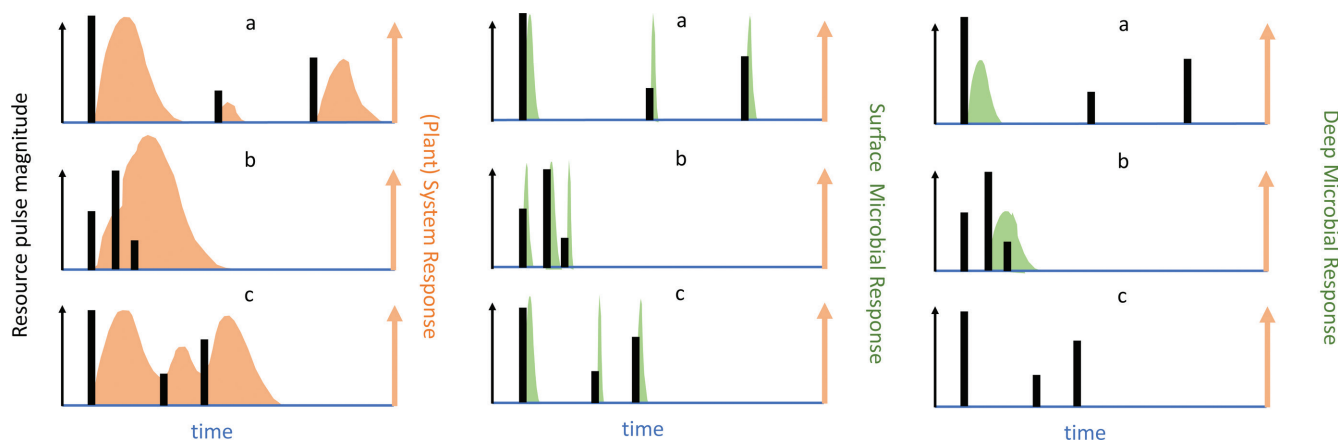 Resource pulse magnitude
a
b
c
time
(Plant) System Response
a
b
c
time
Surface Microbial Response
a
b
c
time
Deep Microbial Response